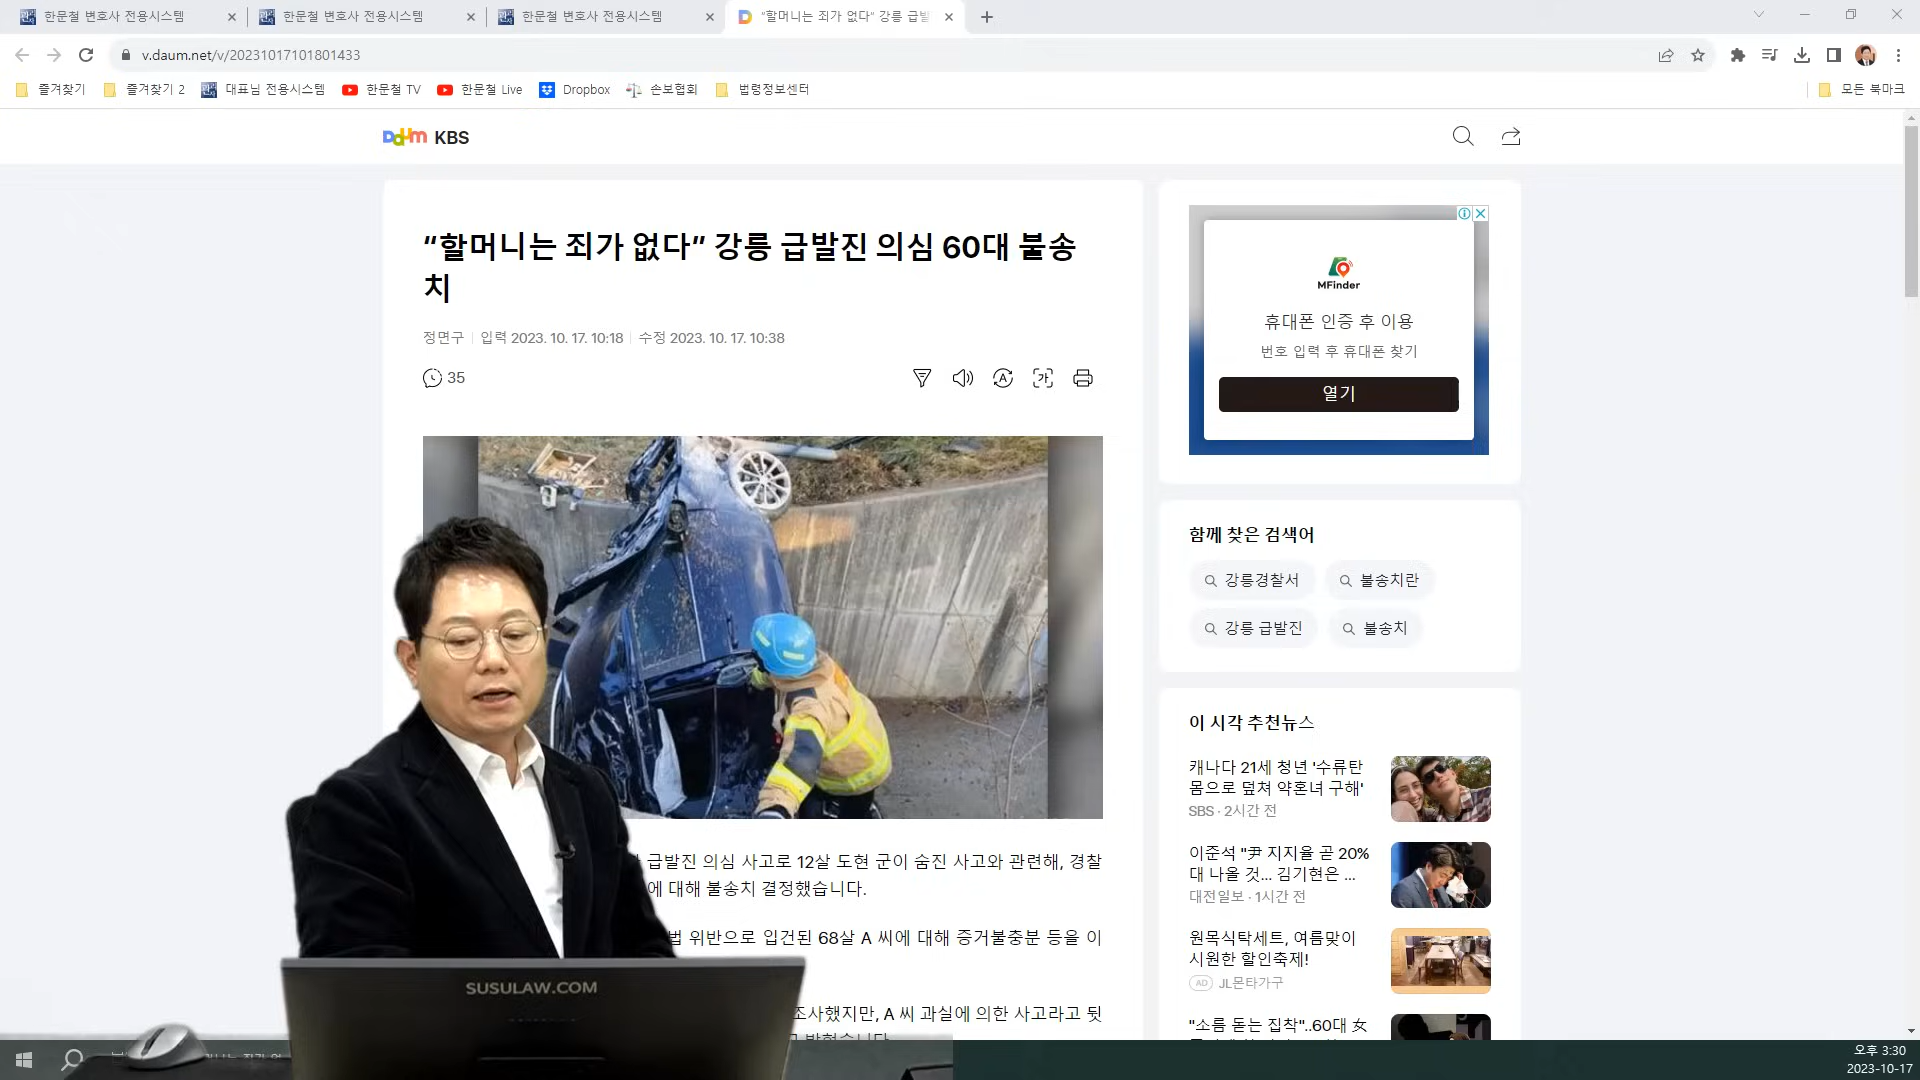 한문철 변호사 전용시스템
한문철 변호사 전용시스템
한문철 변호사 전용시스템
“할머니는 죄가 없다” 강릉 급발
v.daum.net/v/20231017101801433
즐겨찾기
즐겨찾기 2
대표님 전용시스템
한문철 TV
한문철 Live
Dropbox
손보협회
법령정보센터
모든 북마크
Daum KBS
“할머니는 죄가 없다” 강릉 급발진 의심 60대 불송
치
정면구
입력 2023. 10. 17. 10:18
수정 2023. 10. 17. 10:38
35
급발진 의심 사고로 12살 도현 군이 숨진 사고와 관련해, 경찰
에 대해 불송치 결정했습니다.
법 위반으로 입건된 68살 A 씨에 대해 증거불충분 등을 이
조사했지만, A 씨 과실에 의한 사고라고 뒷
MFinder
휴대폰 인증 후 이용
번호 입력 후 휴대폰 찾기
열기
함께 찾은 검색어
강릉경찰서
불송치란
강릉 급발진
불송치
이 시각 추천뉴스
캐나다 21세 청년 '수류탄
몸으로 덮쳐 약혼녀 구해'
SBS · 2시간 전
이준석 "尹 지지율 곧 20%
대 나올 것... 김기현은 ...
대전일보 · 1시간 전
원목식탁세트, 여름맞이
시원한 할인축제!
AD JL몬타가구
"소름 돋는 집착"..60대 女
SUSULAW.COM
오후 3:30
2023-10-17